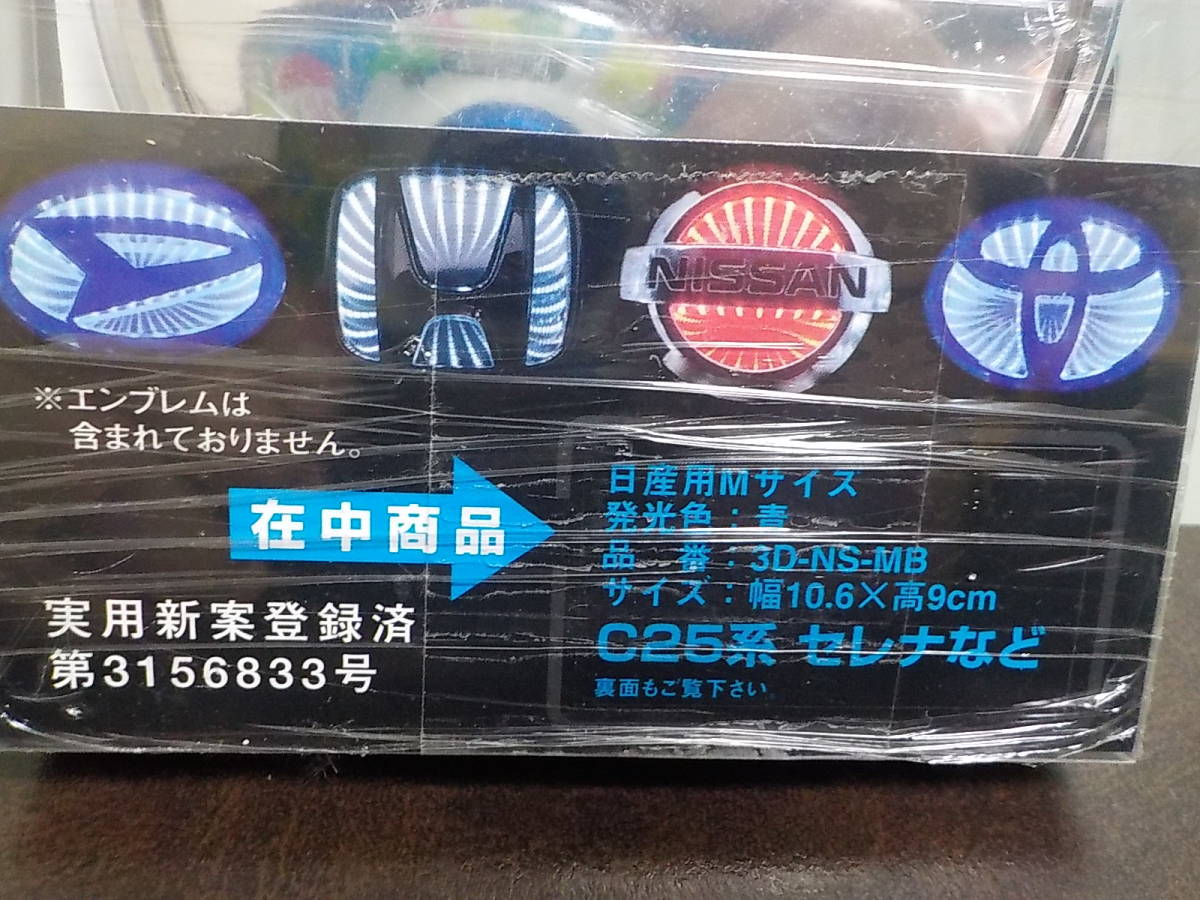 NISSAN
※エンブレムは
含まれておりません。
在中商品
日産用Mサイズ
発光色：青
品　番：3D-NS-MB
サイズ：幅10.6×高9cm
C25系 セレナなど
裏面もご覧下さい
実用新案登録済
第3156833号